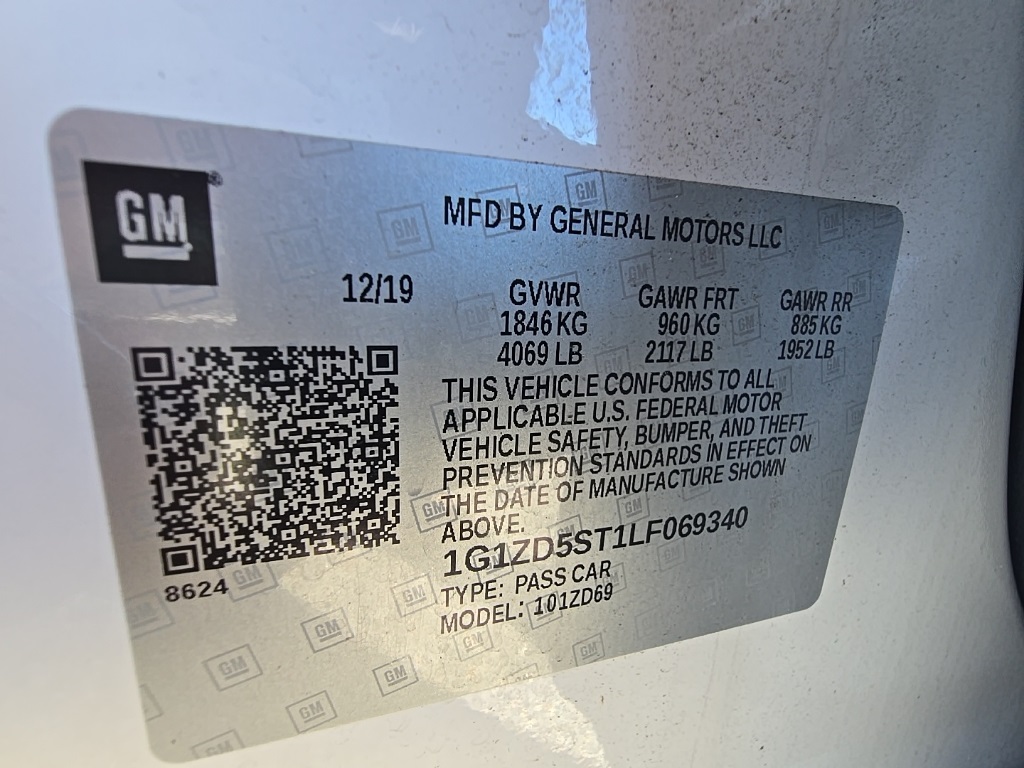 GM
MFD BY GENERAL MOTORS LLC
12/19
GVWR GAWR FRT GAWR RR
1846 KG 960 KG 885 KG
4069 LB 2117 LB 1952 LB
THIS VEHICLE CONFORMS TO ALL
APPLICABLE U.S. FEDERAL MOTOR
VEHICLE SAFETY, BUMPER, AND THEFT
PREVENTION STANDARDS IN EFFECT ON
THE DATE OF MANUFACTURE SHOWN
ABOVE.
1G1ZD5ST1LF069340
TYPE: PASS CAR
MODEL: 101ZD69
8624